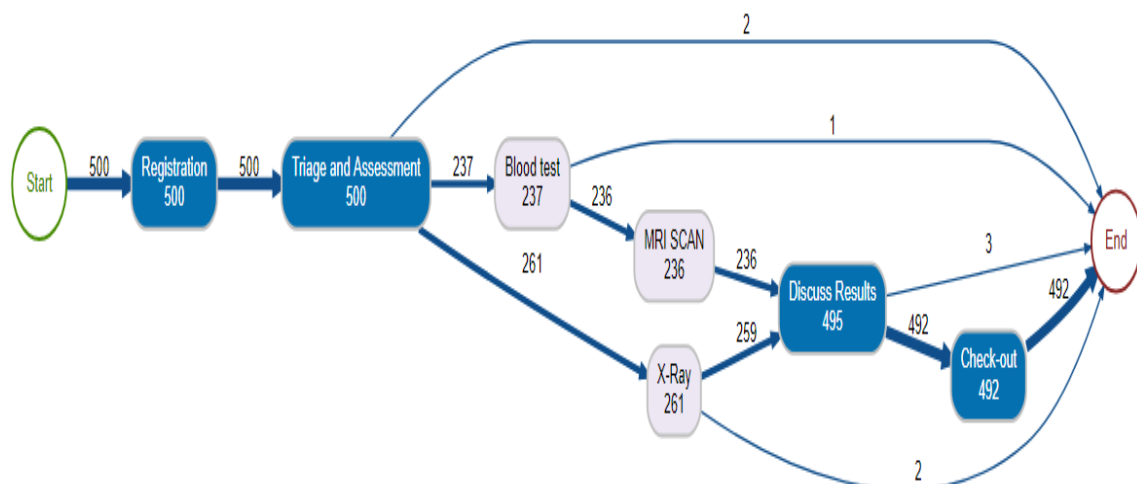 2
1
Start
500
Registration
500
500
Triage and Assessment
500
237
Blood test
237
236
261
MRI SCAN
236
236
3
End
Discuss Results
495
492
492
259
X-Ray
261
Check-out
492
2